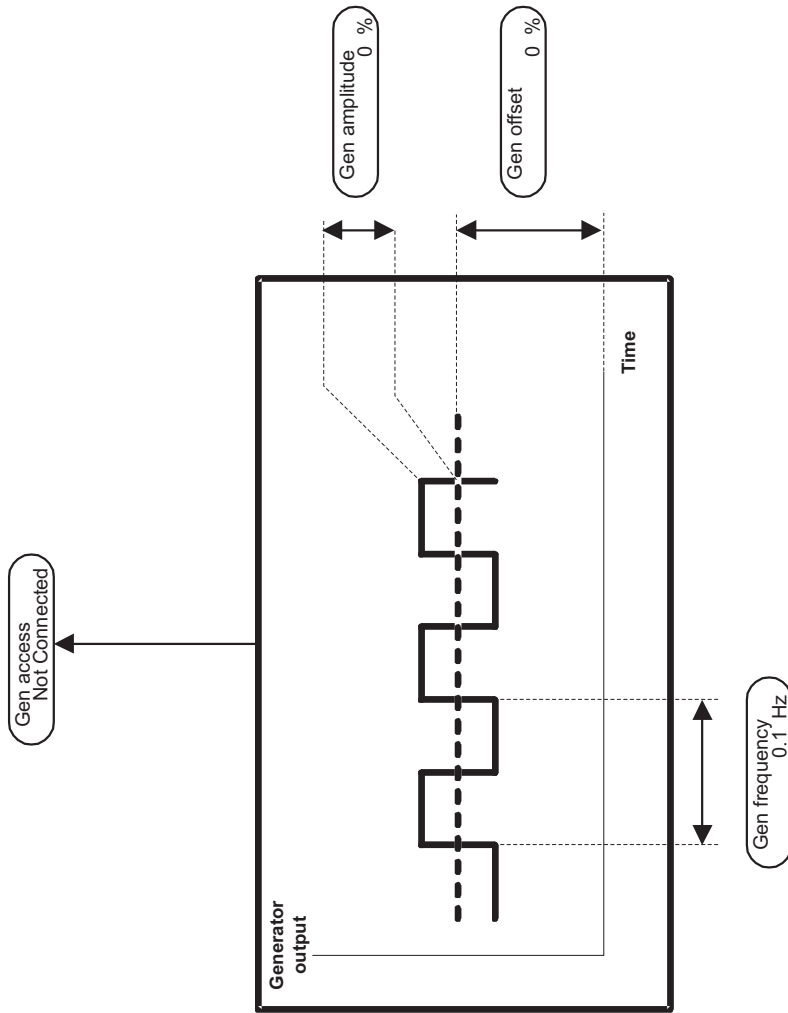 Gen access
Not Connected
Generator
output
Time
Gen amplitude
0 %
Gen offset
0 %
Gen frequency
0.1 Hz